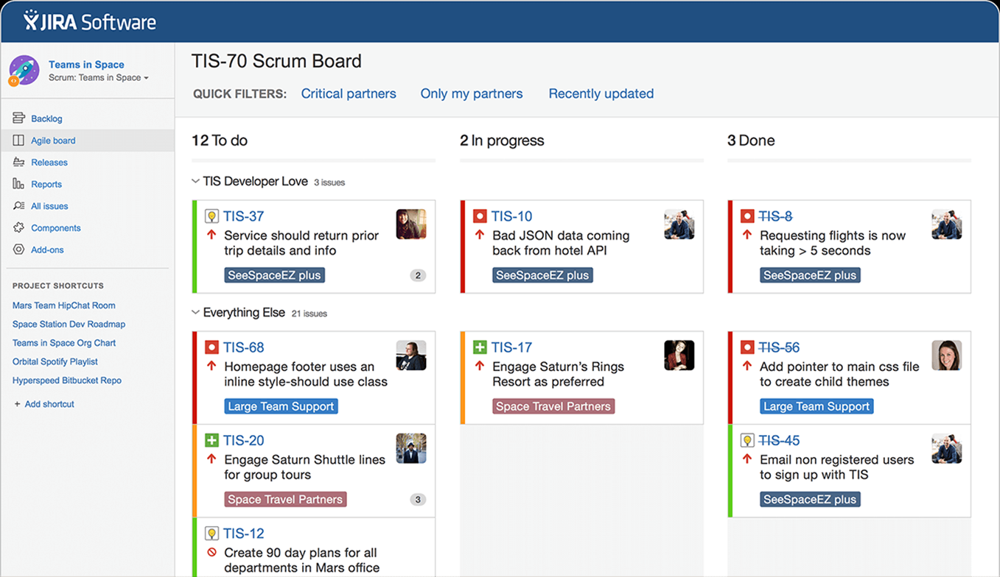 JIRA Software
Teams in Space
Scrum: Teams in Space
Backlog
Agile board
Releases
Reports
All issues
Components
Add-ons
PROJECT SHORTCUTS
Mars Team HipChat Room
Space Station Dev Roadmap
Teams in Space Org Chart
Orbital Spotify Playlist
Hyperspeed Bitbucket Repo
+ Add shortcut
TIS-70 Scrum Board
QUICK FILTERS: Critical partners Only my partners Recently updated
12 To do
2 In progress
3 Done
TIS Developer Love 3 issues
TIS-37
Service should return prior
trip details and info
SeeSpaceEZ plus
2
TIS-10
Bad JSON data coming
back from hotel API
SeeSpaceEZ plus
TIS-8
Requesting flights is now
taking > 5 seconds
SeeSpaceEZ plus
Everything Else 21 issues
TIS-68
Homepage footer uses an
inline style-should use class
Large Team Support
TIS-20
Engage Saturn Shuttle lines
for group tours
Space Travel Partners
3
TIS-12
Create 90 day plans for all
departments in Mars office
TIS-17
Engage Saturn’s Rings
Resort as preferred
Space Travel Partners
TIS-56
Add pointer to main css file
to create child themes
Large Team Support
TIS-45
Email non registered users
to sign up with TIS
SeeSpaceEZ plus